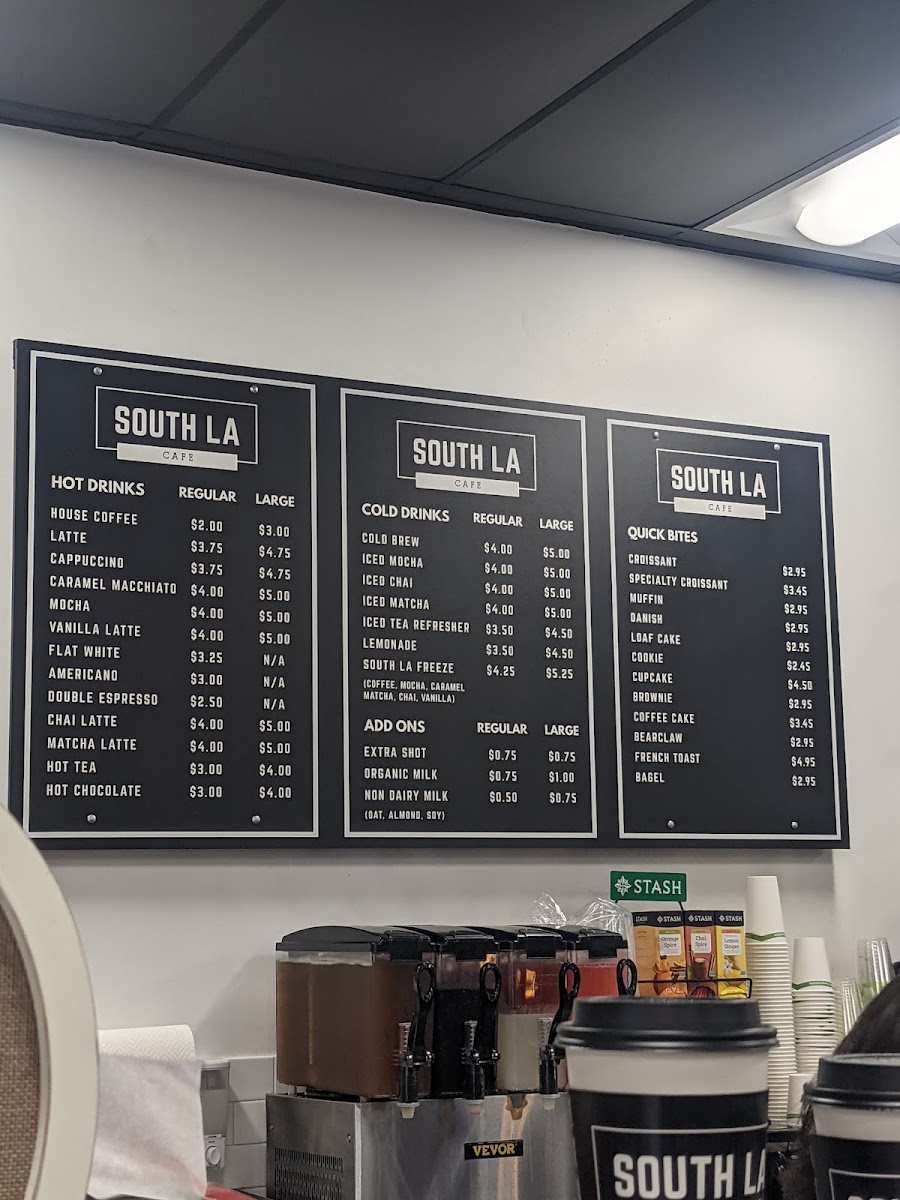 SOUTH LA
CAFE
HOT DRINKS REGULAR LARGE
HOUSE COFFEE $2.00 $3.00
LATTE $3.75 $4.75
CAPPUCCINO $3.75 $4.75
CARAMEL MACCHIATO $4.00 $5.00
MOCHA $4.00 $5.00
VANILLA LATTE $4.00 $5.00
FLAT WHITE $3.25 N/A
AMERICANO $3.00 N/A
DOUBLE ESPRESSO $2.50 N/A
CHAI LATTE $4.00 $5.00
MATCHA LATTE $4.00 $5.00
HOT TEA $3.00 $4.00
HOT CHOCOLATE $3.00 $4.00
SOUTH LA
CAFE
COLD DRINKS REGULAR LARGE
COLD BREW $4.00 $5.00
ICED MOCHA $4.00 $5.00
ICED CHAI $4.00 $5.00
ICED MATCHA $4.00 $5.00
ICED TEA REFRESHER $3.50 $4.50
LEMONADE $3.50 $4.50
SOUTH LA FREEZE $4.25 $5.25
(COFFEE, MOCHA, CARAMEL
MATCHA, CHAI, VANILLA)
ADD ONS REGULAR LARGE
EXTRA SHOT $0.75 $0.75
ORGANIC MILK $0.75 $1.00
NON DAIRY MILK $0.50 $0.75
(OAT, ALMOND, SOY)
SOUTH LA
CAFE
QUICK BITES
CROISSANT $2.95
SPECIALTY CROISSANT $3.45
MUFFIN $2.95
DANISH $2.95
LOAF CAKE $2.95
COOKIE $2.45
CUPCAKE $4.50
BROWNIE $2.95
COFFEE CAKE $3.45
BEARCLAW $2.95
FRENCH TOAST $4.95
BAGEL $2.95
STASH
STASH STASH STASH STASH
Orange
Spice
Chai
Spice
Lemon
Ginger
VEVOR
SOUTH LA